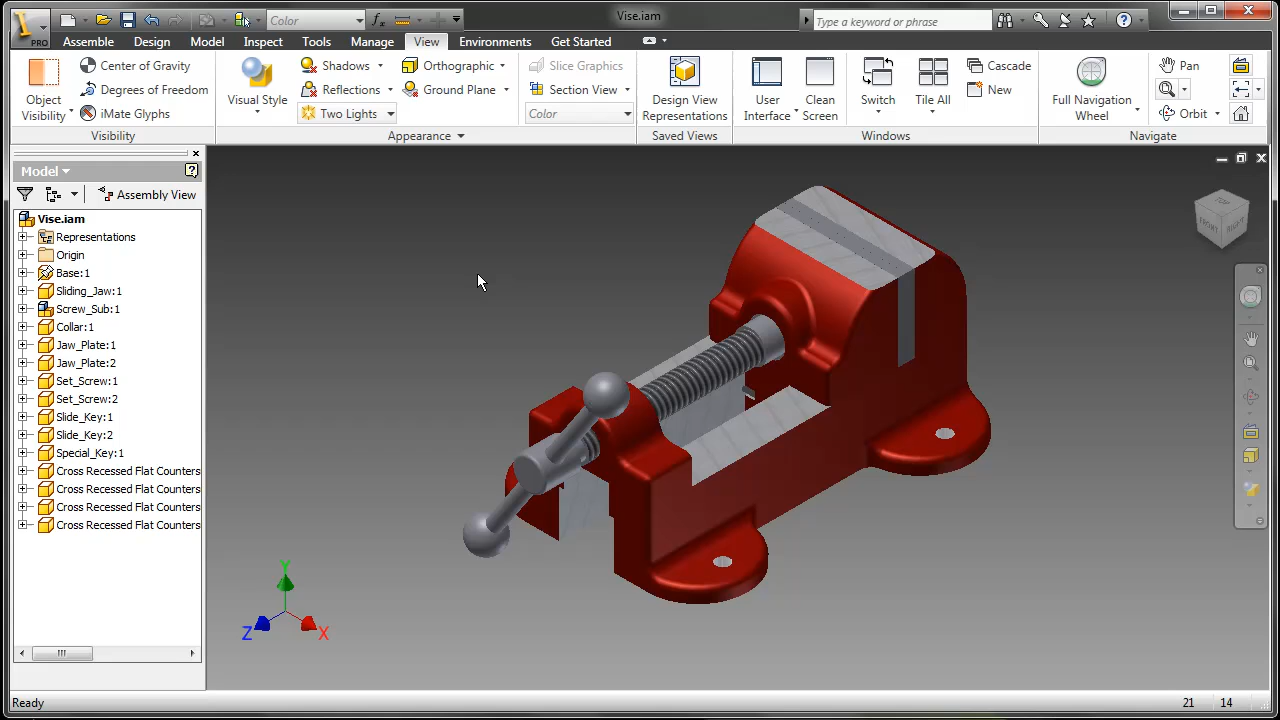 Vise.iam
Color
Type a keyword or phrase
PRO
Assemble Design Model Inspect Tools Manage View Environments Get Started
Object Visibility
Center of Gravity
Degrees of Freedom
iMate Glyphs
Visibility
Visual Style
Shadows
Reflections
Two Lights
Orthographic
Ground Plane
Slice Graphics
Section View
Color
Appearance
Design View Representations
Saved Views
User Interface
Clean Screen
Switch
Tile All
Cascade
New
Windows
Full Navigation Wheel
Pan
Orbit
Navigate
Model
Assembly View
Vise.iam
Representations
Origin
Base:1
Sliding_Jaw:1
Screw_Sub:1
Collar:1
Jaw_Plate:1
Jaw_Plate:2
Set_Screw:1
Set_Screw:2
Slide_Key:1
Slide_Key:2
Special_Key:1
Cross Recessed Flat Counters
Cross Recessed Flat Counters
Cross Recessed Flat Counters
Cross Recessed Flat Counters
TOP
FRONT
RIGHT
Y
Z
X
Ready
21 14